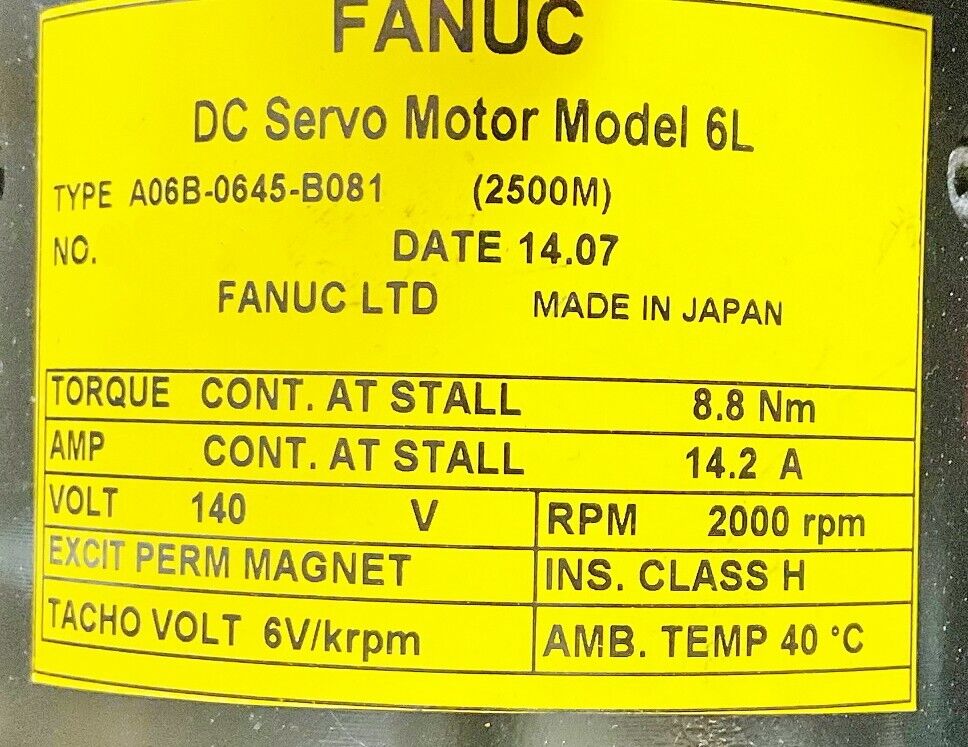 FANUC
DC Servo Motor Model 6L
TYPE A06B-0645-B081 (2500M)
NO. DATE 14.07
FANUC LTD MADE IN JAPAN
TORQUE CONT. AT STALL 8.8 Nm
AMP CONT. AT STALL 14.2 A
VOLT 140 V RPM 2000 rpm
EXCIT PERM MAGNET INS. CLASS H
TACHO VOLT 6V/krpm AMB. TEMP 40 °C